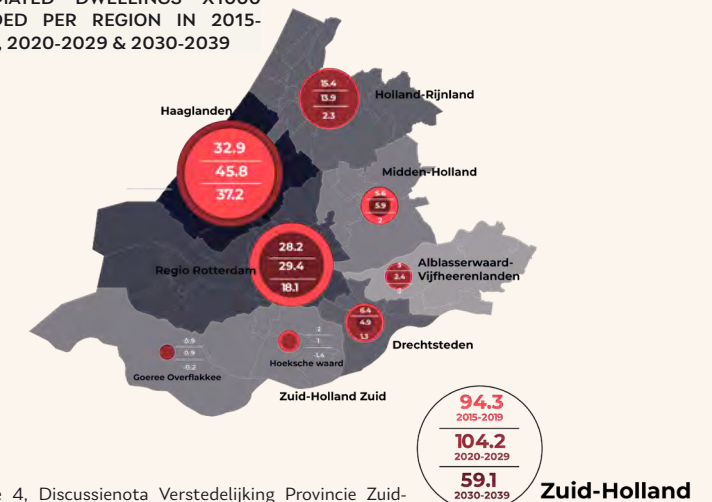 DED PER REGION IN 2015-
, 2020-2029 & 2030-2039
15.4
13.9
2.3
Holland-Rijnland
Haaglanden
32.9
45.8
37.2
Midden-Holland
5.6
5.9
2
28.2
29.4
18.1
Regio Rotterdam
Alblasserwaard-
Vijfheerenlanden
3
2.4
6.4
4.9
1.3
Drechtsteden
2
1
-1.4
Hoeksche waard
0.9
0.9
-0.2
Goeree Overflakkee
Zuid-Holland Zuid
94.3
2015-2019
104.2
2020-2029
59.1
2030-2039
Zuid-Holland
e 4, Discussienota Verstedelijking Provincie Zuid-